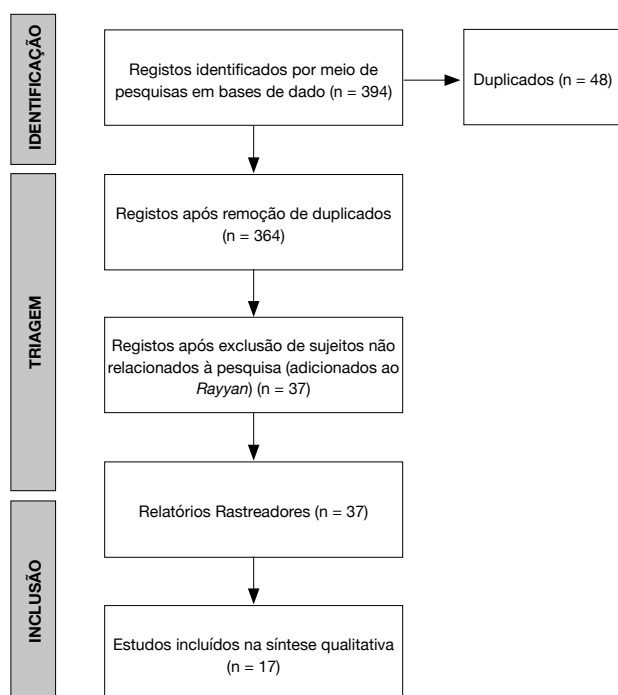 IDENTIFICAÇÃO
Registos identificados por meio de
pesquisas em bases de dado (n = 394)
Duplicados (n = 48)
TRIAGEM
Registos após remoção de duplicados
(n = 364)
Registos após exclusão de sujeitos não
relacionados à pesquisa (adicionados ao
Rayyan) (n = 37)
Relatórios Rastreadores (n = 37)
INCLUSÃO
Estudos incluídos na síntese qualitativa
(n = 17)